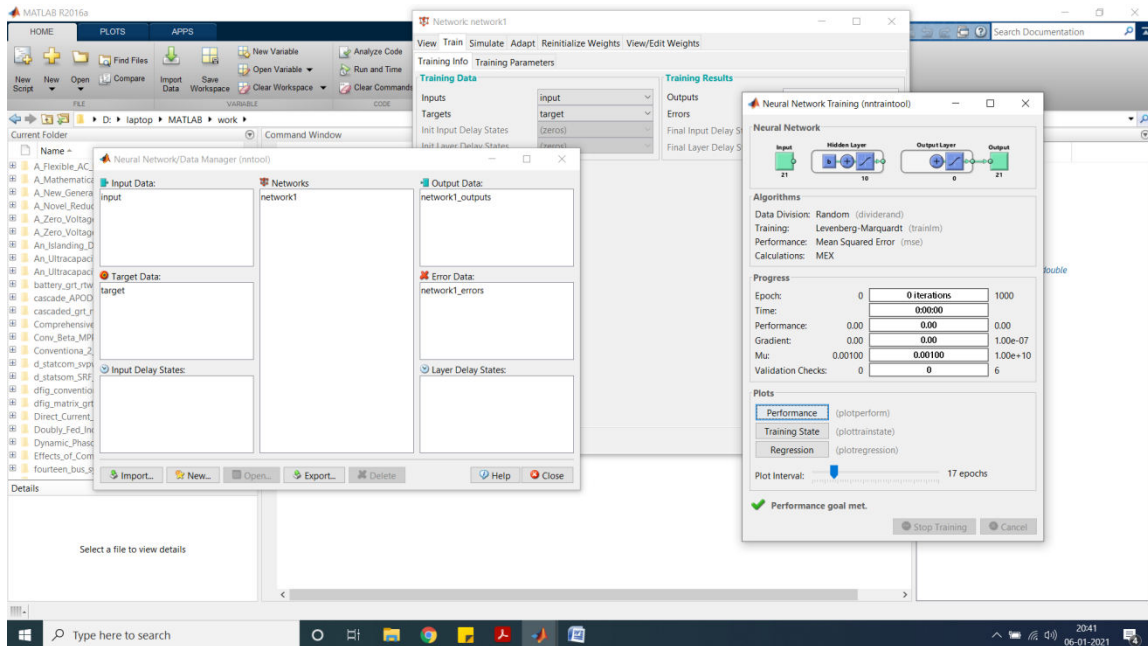 MATLAB R2016a
HOME
PLOTS
APPS
New Script
New
Open
Find Files
Compare
Import Data
Save Workspace
New Variable
Open Variable
Clear Workspace
Analyze Code
Run and Time
Clear Commands
FILE
VARIABLE
CODE
Search Documentation
D: ▸ laptop ▸ MATLAB ▸ work ▸
Current Folder
Command Window
Name
A_Flexible_AC_
A_Mathematica
A_New_Genera
A_Novel_Reduc
A_Zero_Voltage
A_Zero_Voltage
An_Islanding_D
An_Ultracapaci
An_Ultracapaci
battery_grt_rtw
cascade_APOD
cascaded_grt_r
Comprehensive
Conv_Beta_MPI
Conventiona_2_
d_statcom_svpv
d_statsom_SRF_
dfig_conventio
dfig_matrix_grt
Direct_Current_
Doubly_Fed_Ind
Dynamic_Phaso
Effects_of_Com
fourteen_bus_s
Details
Select a file to view details
Network: network1
View Train Simulate Adapt Reinitialize Weights View/Edit Weights
Training Info Training Parameters
Training Data
Training Results
Inputs
input
Outputs
Targets
target
Errors
Init Input Delay States
(zeros)
Final Input Delay S
Init Layer Delay States
(zeros)
Final Layer Delay S
Neural Network/Data Manager (nntool)
Input Data:
input
Networks
network1
Output Data:
network1_outputs
Target Data:
target
Error Data:
network1_errors
Input Delay States:
Layer Delay States:
Import...
New...
Open...
Export...
Delete
Help
Close
Neural Network Training (nntraintool)
Neural Network
Input
Hidden Layer
Output Layer
Output
b
21
10
0
21
Algorithms
Data Division: Random (dividerand)
Training: Levenberg-Marquardt (trainlm)
Performance: Mean Squared Error (mse)
Calculations: MEX
Progress
Epoch: 0 0 iterations 1000
Time: 0:00:00
Performance: 0.00 0.00 0.00
Gradient: 0.00 0.00 1.00e-07
Mu: 0.00100 0.00100 1.00e+10
Validation Checks: 0 0 6
Plots
Performance (plotperform)
Training State (plottrainstate)
Regression (plotregression)
Plot Interval: 17 epochs
Performance goal met.
Stop Training
Cancel
double
Type here to search
20:41
06-01-2021